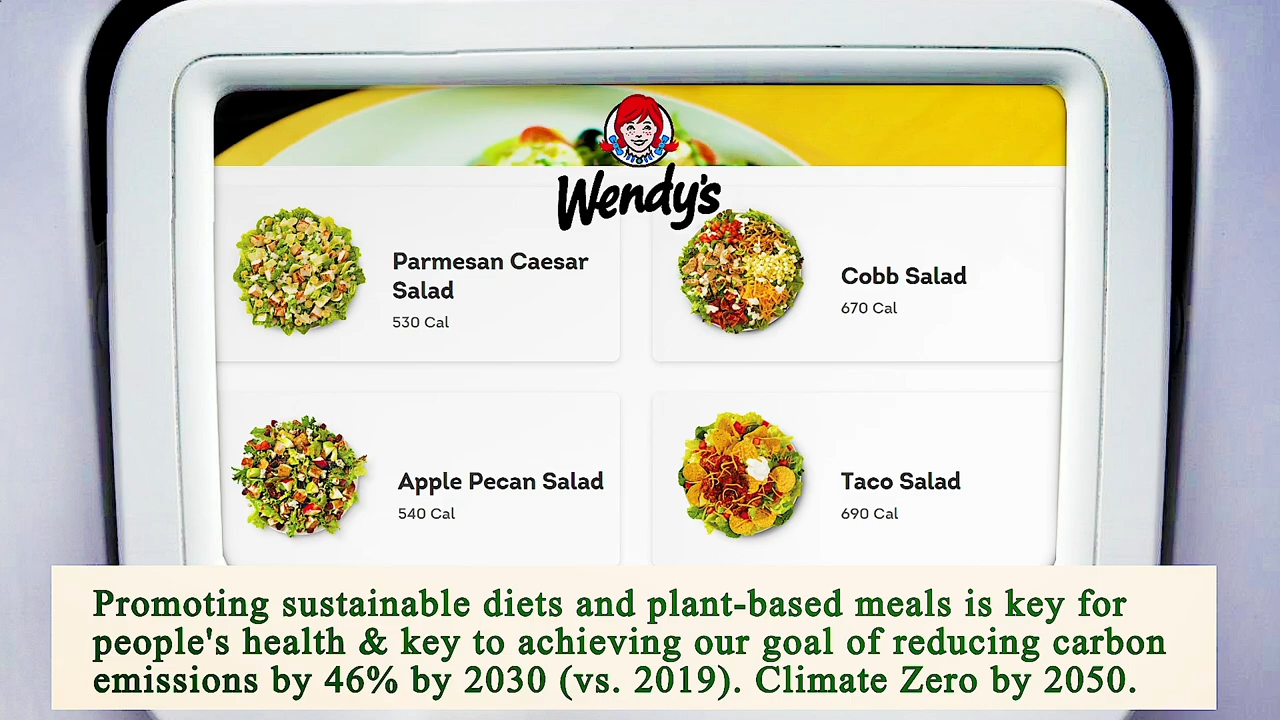 Wendy's
Parmesan Caesar
Salad
530 Cal
Cobb Salad
670 Cal
Apple Pecan Salad
540 Cal
Taco Salad
690 Cal
Promoting sustainable diets and plant-based meals is key for
people's health & key to achieving our goal of reducing carbon
emissions by 46% by 2030 (vs. 2019). Climate Zero by 2050.